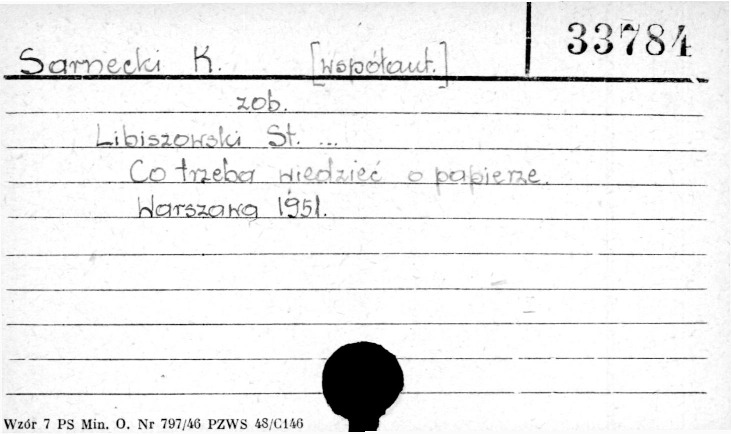 33784
Sarnecki K. [współaut.]
zob.
Libiszowski St. ...
Co trzeba wiedzieć o papierze.
Warszawa 1951.
Wzór 7 PS Min. O. Nr 797/46 PZWS 48/C146